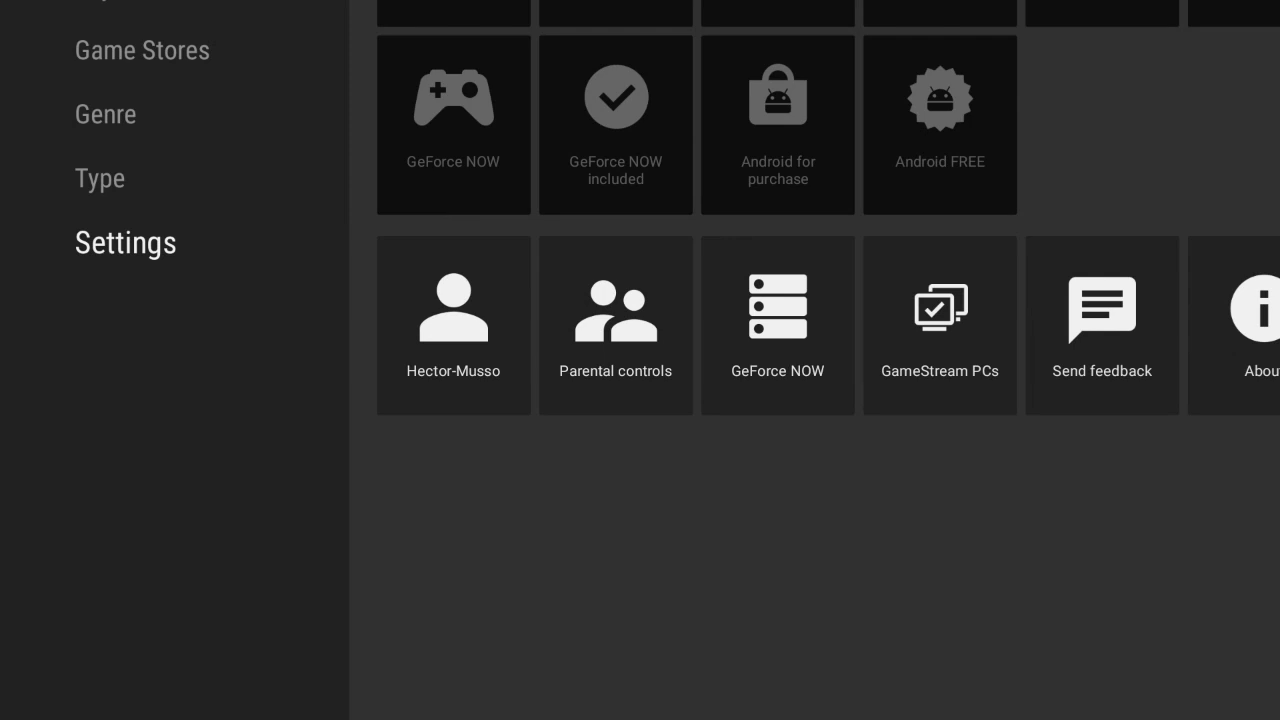 Game Stores
Genre
Type
Settings
GeForce NOW
GeForce NOW
included
Android for
purchase
Android FREE
Hector-Musso
Parental controls
GeForce NOW
GameStream PCs
Send feedback